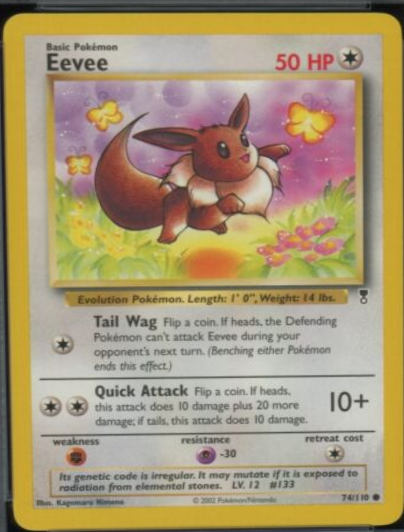 Basic Pokémon
Eevee
50 HP
Evolution Pokémon. Length: 1' 0", Weight: 14 lbs.
Tail Wag Flip a coin. If heads, the Defending
Pokémon can't attack Eevee during your
opponent's next turn. (Benching either Pokémon
ends this effect.)
Quick Attack Flip a coin. If heads,
this attack does 10 damage plus 20 more
damage; if tails, this attack does 10 damage.
10+
weakness
resistance
retreat cost
-30
Its genetic code is irregular. It may mutate if it is exposed to
radiation from elemental stones. LV. 12 #133
Illus. Kagemaru Himeno
© 2002 Pokémon/Nintendo
74/110